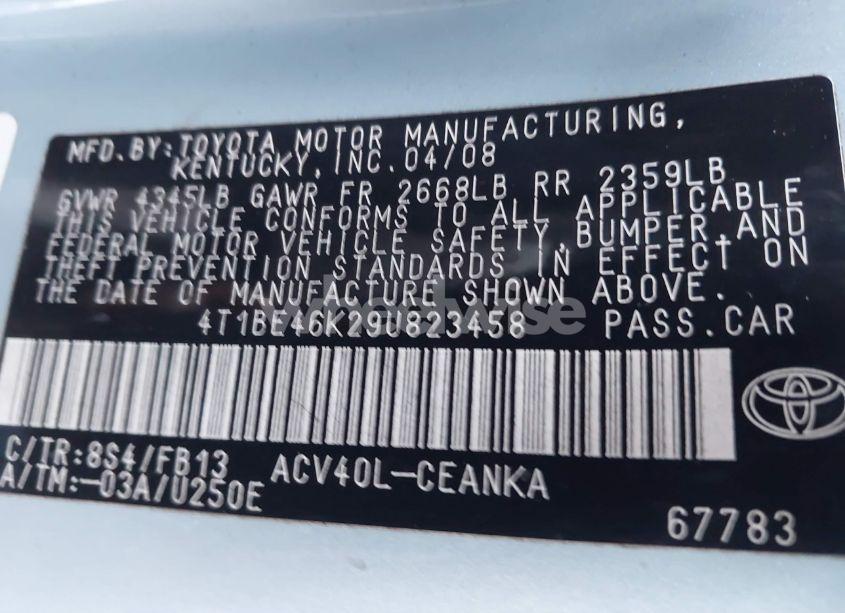 MFD. BY: TOYOTA MOTOR MANUFACTURING,
KENTUCKY, INC. 04/08
GVWR 4345LB GAWR FR 2668LB RR 2359LB
THIS VEHICLE CONFORMS TO ALL APPLICABLE
FEDERAL MOTOR VEHICLE SAFETY, BUMPER, AND
THEFT PREVENTION STANDARDS IN EFFECT ON
THE DATE OF MANUFACTURE SHOWN ABOVE.
4T1BE46K29U823458 PASS. CAR
C/TR: 8S4/FB13 ACV40L-CEANKA
A/TM: -03A/U250E
67783